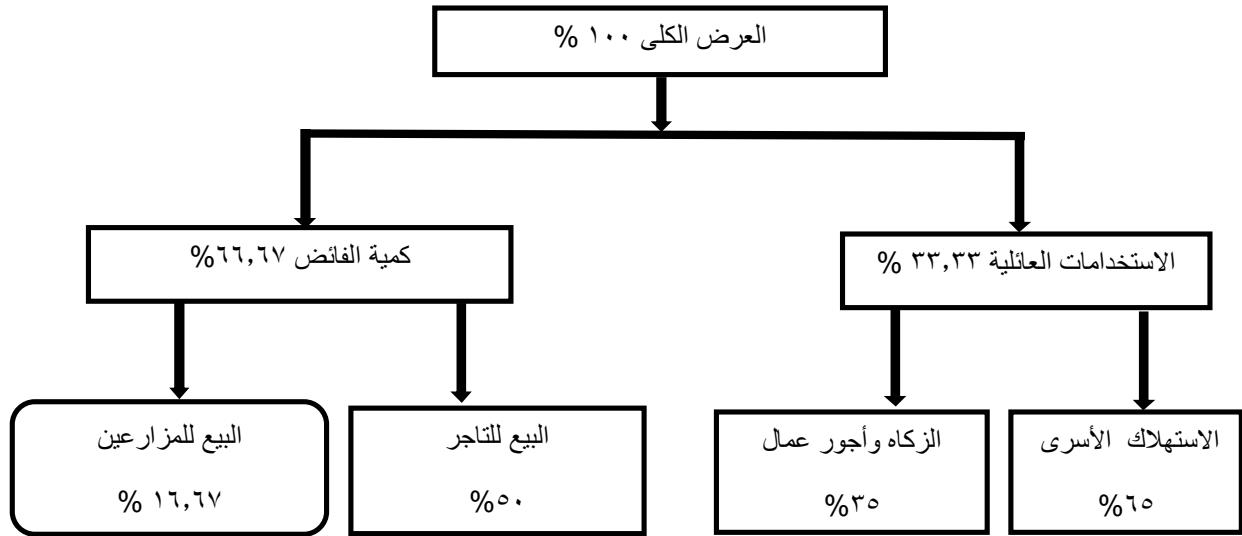 العرض الكلى ١٠٠ %
كمية الفائض ٦٦,٦٧%
الاستخدامات العائلية ٣٣,٣٣ %
الاستهلاك الأسرى
٦٥%
الزكاه وأجور عمال
٣٥%
البيع للتاجر
٥٠%
البيع للمزارعين
١٦,٦٧ %